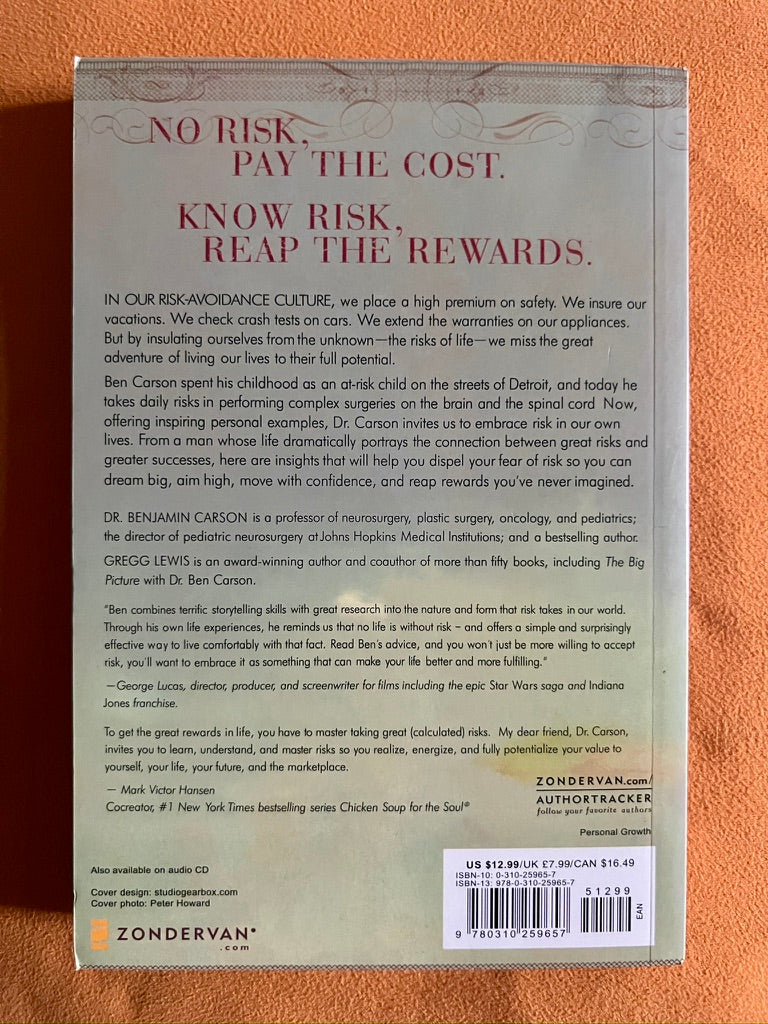 NO RISK,
PAY THE COST.
KNOW RISK,
REAP THE REWARDS.
IN OUR RISK-AVOIDANCE CULTURE, we place a high premium on safety. We insure our
vacations. We check crash tests on cars. We extend the warranties on our appliances.
But by insulating ourselves from the unknown—the risks of life—we miss the great
adventure of living our lives to their full potential.
Ben Carson spent his childhood as an at-risk child on the streets of Detroit, and today he
takes daily risks in performing complex surgeries on the brain and the spinal cord Now,
offering inspiring personal examples, Dr. Carson invites us to embrace risk in our own
lives. From a man whose life dramatically portrays the connection between great risks and
greater successes, here are insights that will help you dispel your fear of risk so you can
dream big, aim high, move with confidence, and reap rewards you've never imagined.
DR. BENJAMIN CARSON is a professor of neurosurgery, plastic surgery, oncology, and pediatrics;
the director of pediatric neurosurgery at Johns Hopkins Medical Institutions; and a bestselling author.
GREGG LEWIS is an award-winning author and coauthor of more than fifty books, including The Big
Picture with Dr. Ben Carson.
"Ben combines terrific storytelling skills with great research into the nature and form that risk takes in our world.
Through his own life experiences, he reminds us that no life is without risk – and offers a simple and surprisingly
effective way to live comfortably with that fact. Read Ben's advice, and you won't just be more willing to accept
risk, you'll want to embrace it as something that can make your life better and more fulfilling."
—George Lucas, director, producer, and screenwriter for films including the epic Star Wars saga and Indiana
Jones franchise.
To get the great rewards in life, you have to master taking great (calculated) risks. My dear friend, Dr. Carson,
invites you to learn, understand, and master risks so you realize, energize, and fully potentialize your value to
yourself, your life, your future, and the marketplace.
— Mark Victor Hansen
Cocreator, #1 New York Times bestselling series Chicken Soup for the Soul®
ZONDERVAN.com/
AUTHORTRACKER
follow your favorite authors
Personal Growth
US $12.99/UK £7.99/CAN $16.49
ISBN-10: 0-310-25965-7
ISBN-13: 978-0-310-25965-7
51299
EAN
9 780310 259657
Also available on audio CD
Cover design: studiogearbox.com
Cover photo: Peter Howard
ZONDERVAN®
.com